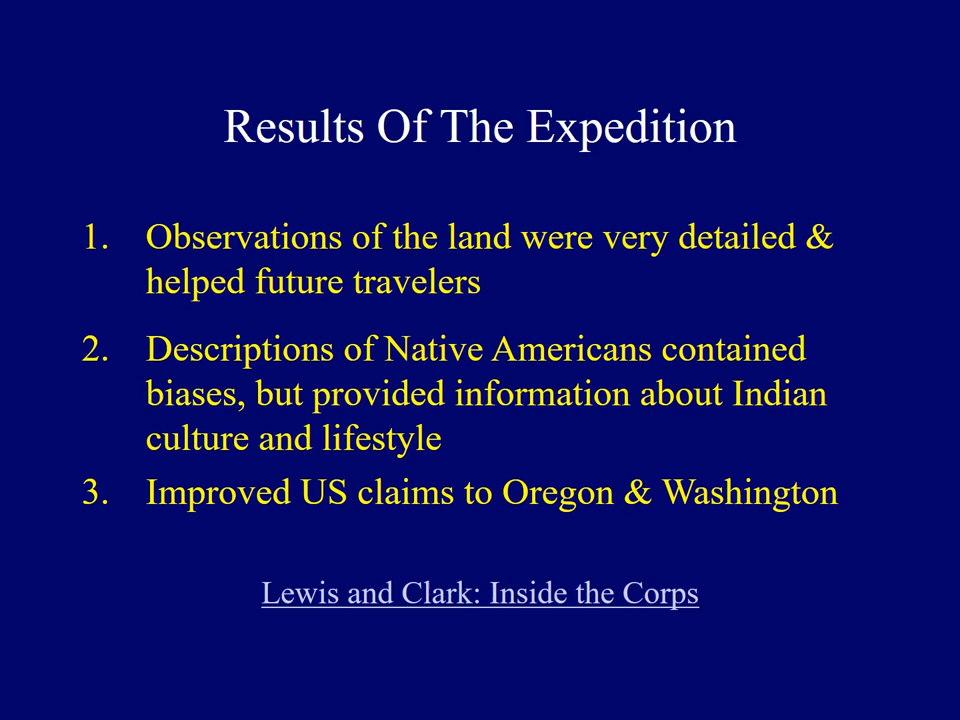 Results Of The Expedition
1. Observations of the land were very detailed &
helped future travelers
2. Descriptions of Native Americans contained
biases, but provided information about Indian
culture and lifestyle
3. Improved US claims to Oregon & Washington
Lewis and Clark: Inside the Corps